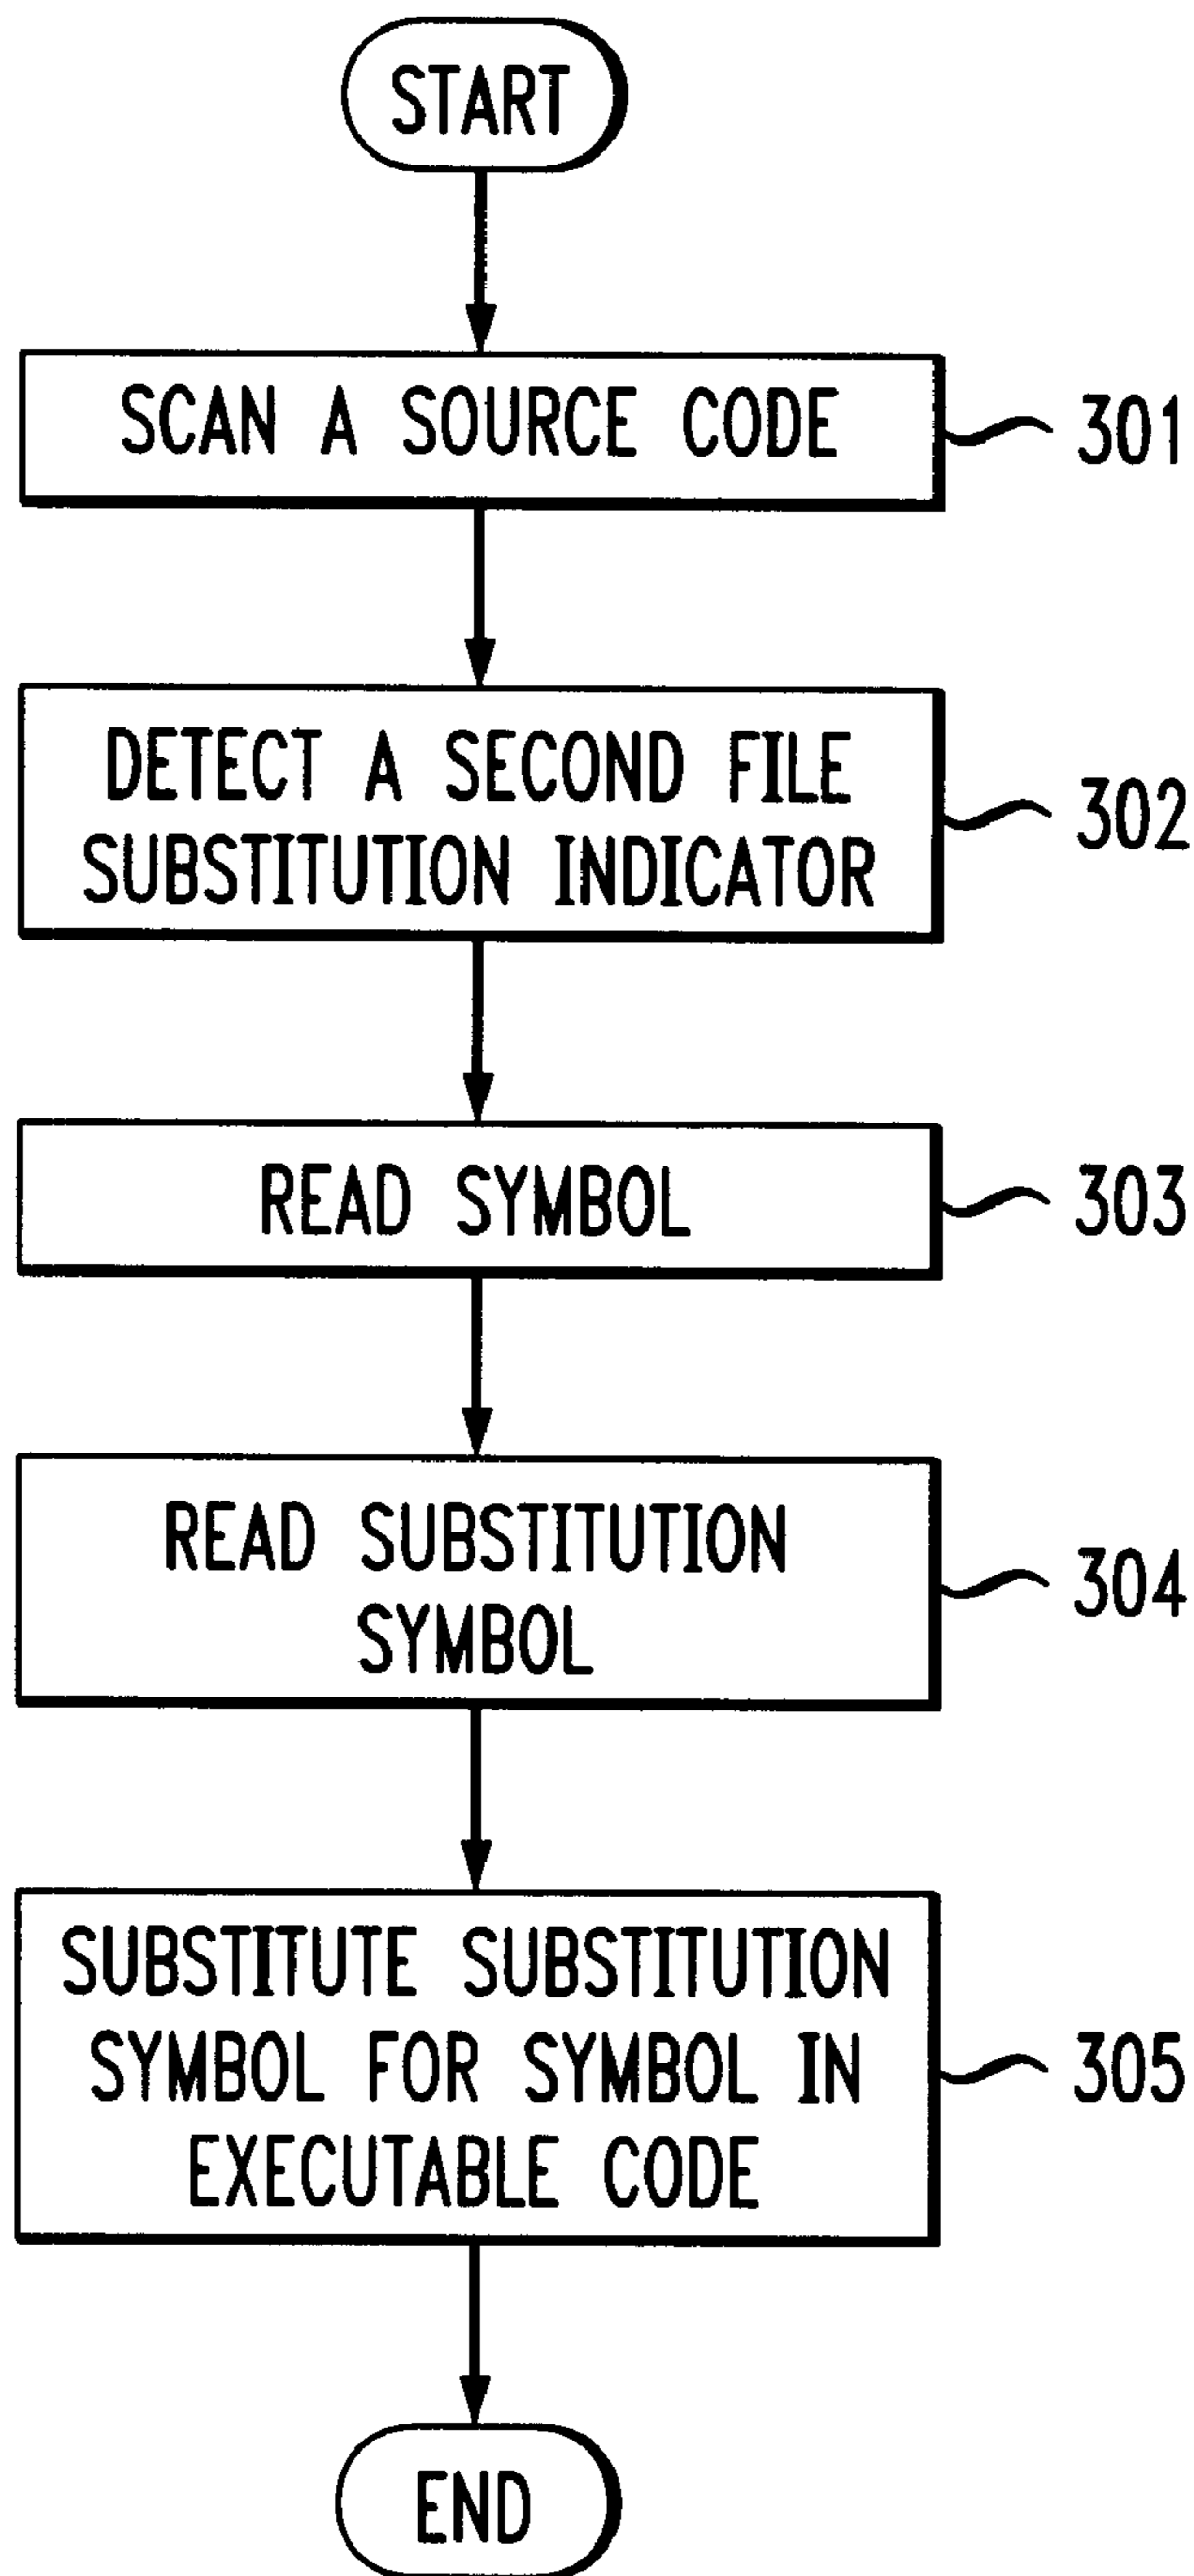 START
SCAN A SOURCE CODE
301
DETECT A SECOND FILE
SUBSTITUTION INDICATOR
302
READ SYMBOL
303
READ SUBSTITUTION
SYMBOL
304
SUBSTITUTE SUBSTITUTION
SYMBOL FOR SYMBOL IN
EXECUTABLE CODE
305
END